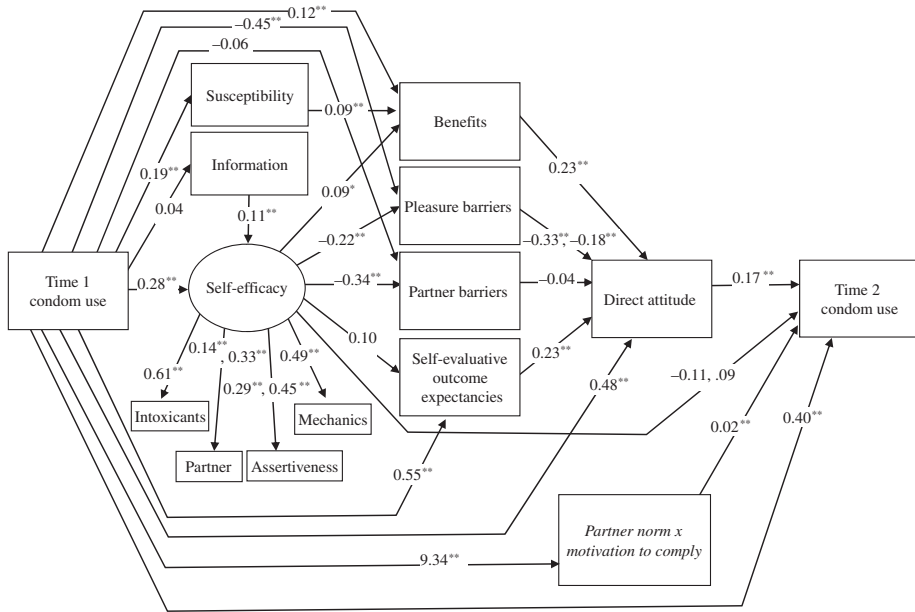 0.12**
–0.45**
–0.06
Susceptibility
0.09**
Benefits
Information
0.19**
0.04
0.11**
0.09*
0.23**
Pleasure barriers
–0.22**
–0.33**, –0.18**
Time 1
condom use
0.28**
Self-efficacy
–0.34**
Partner barriers
–0.04
Direct attitude
0.17**
Time 2
condom use
0.10
Self-evaluative
outcome
expectancies
0.23**
0.61**
0.14**, 0.33**
0.29**, 0.45**
0.49**
0.48**
–0.11, .09
0.40**
Intoxicants
Mechanics
Partner
Assertiveness
0.02**
0.55**
Partner norm x
motivation to comply
9.34**